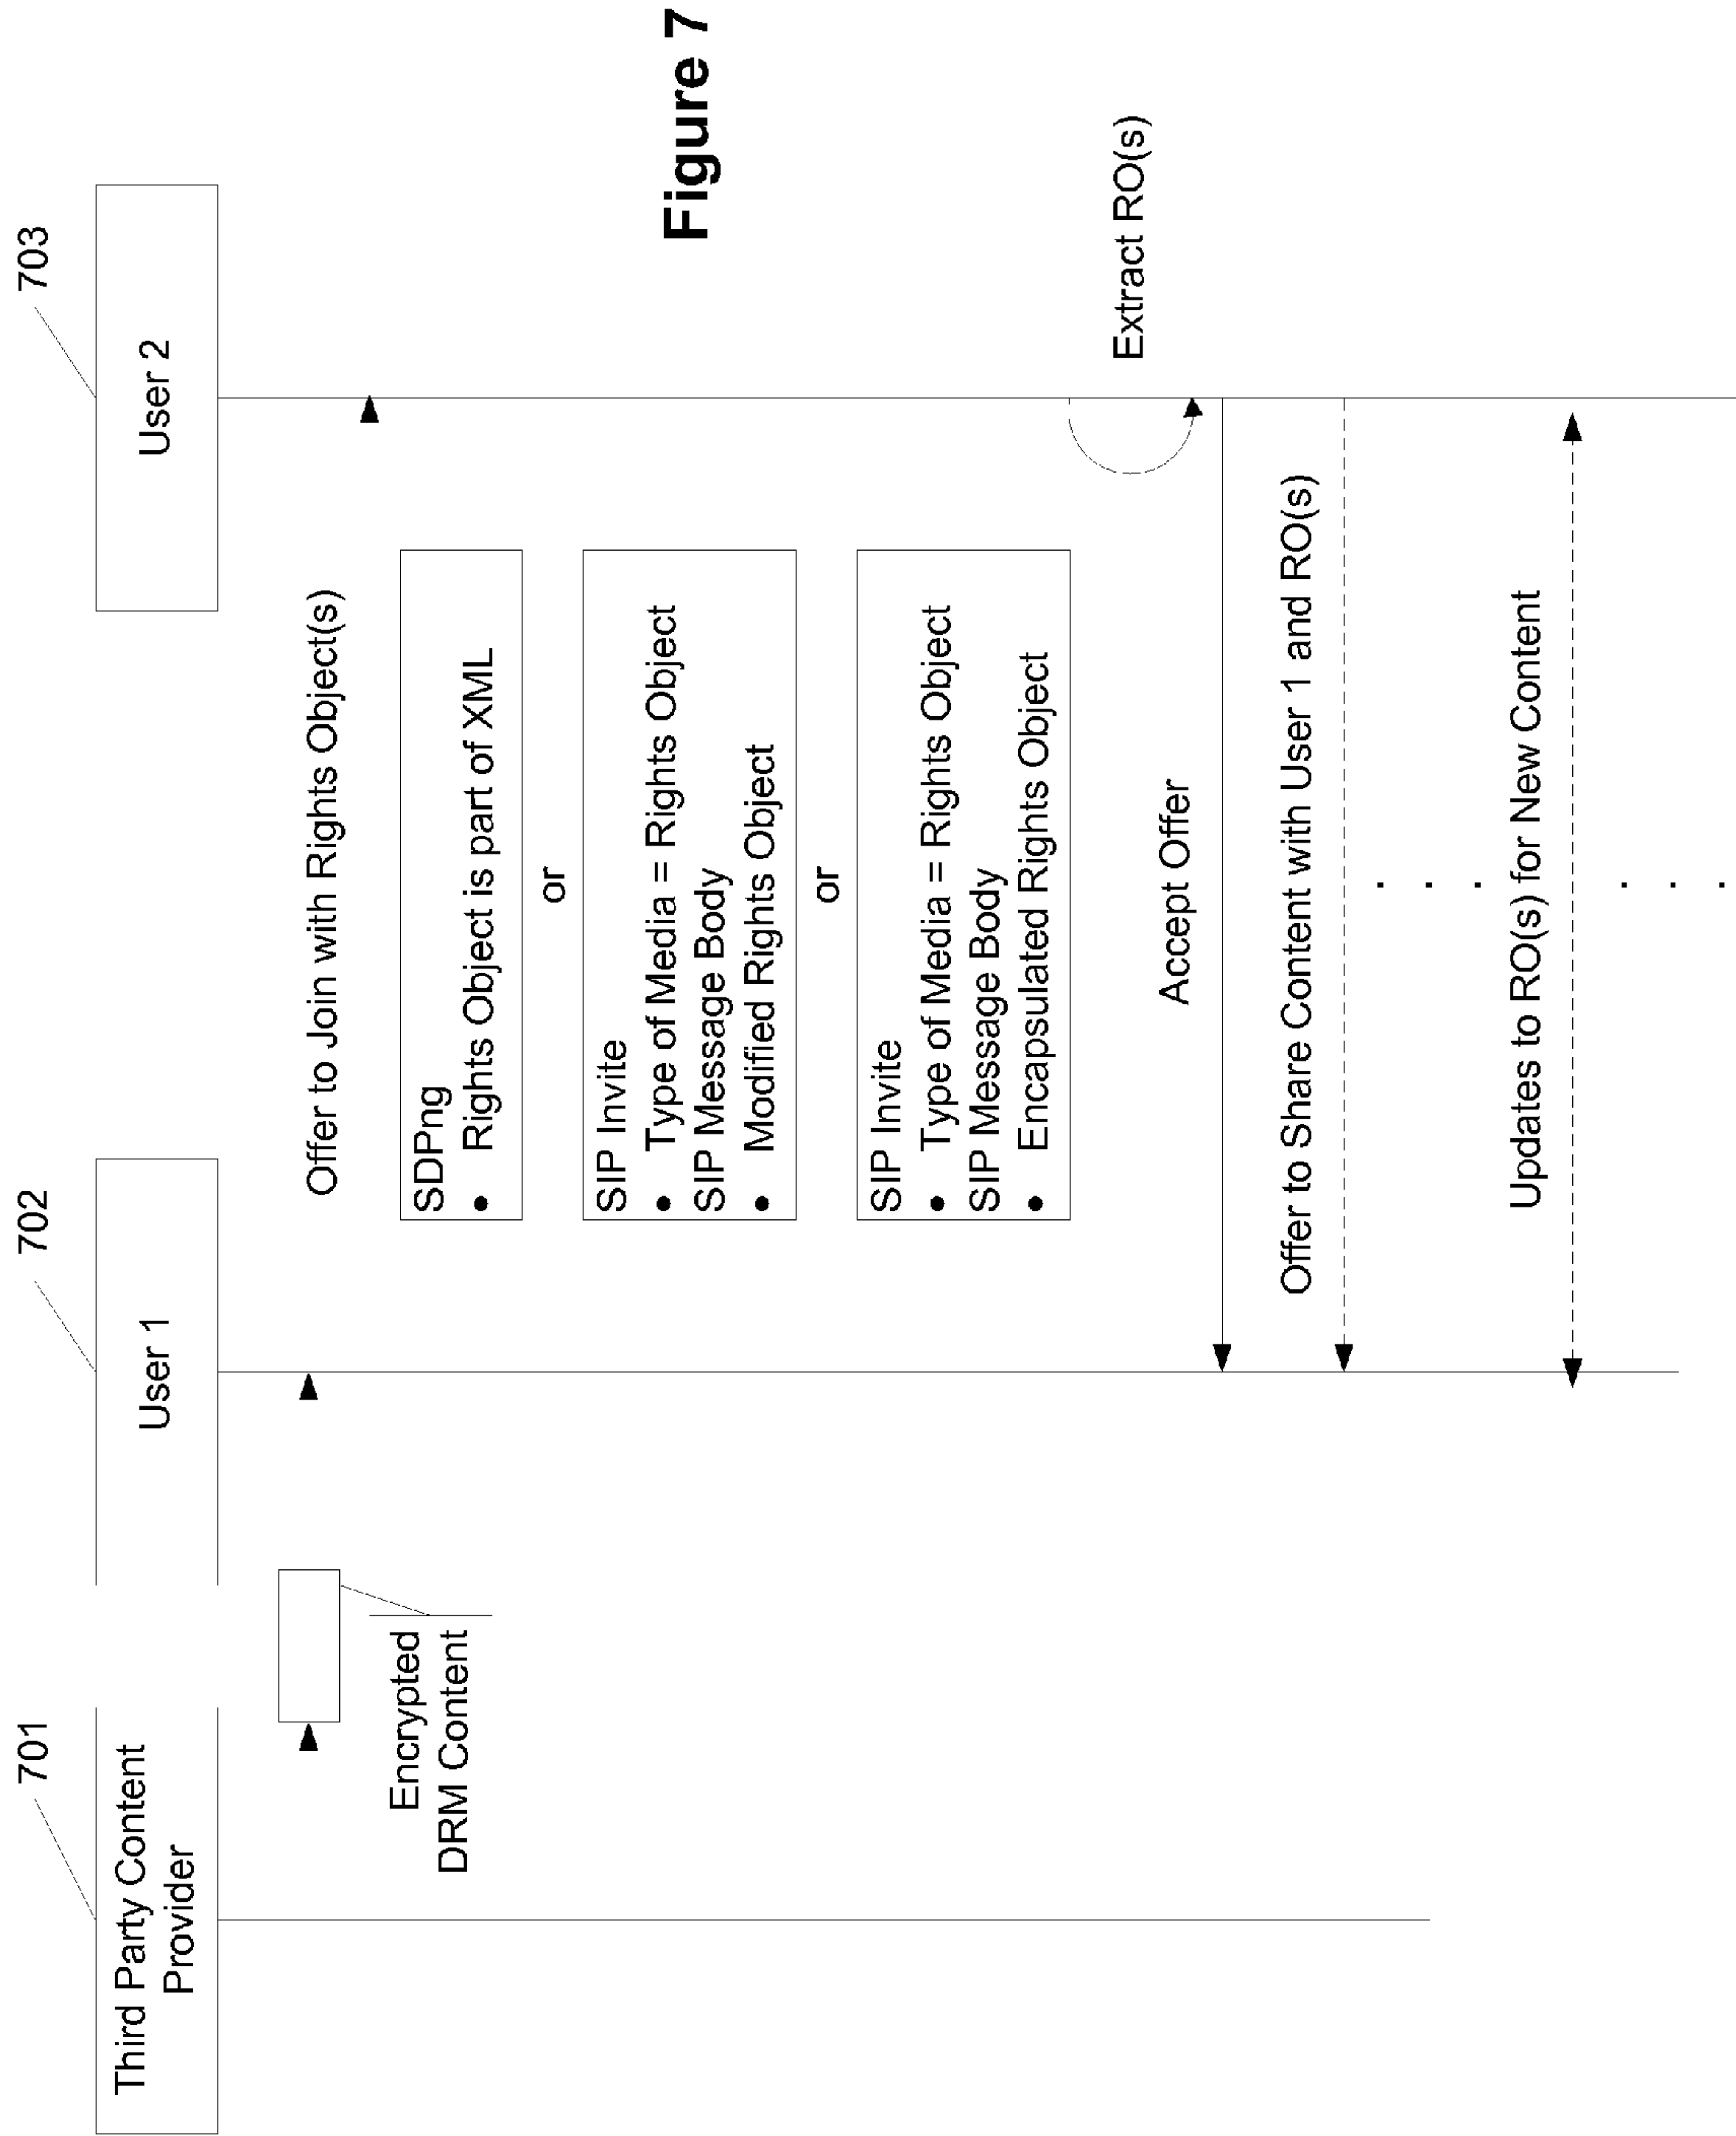 701
702
703
Third Party Content
Provider
User 1
User 2
Encrypted
DRM Content
Offer to Join with Rights Object(s)
SDPng
• Rights Object is part of XML
or
SIP Invite
• Type of Media = Rights Object
SIP Message Body
• Modified Rights Object
or
SIP Invite
• Type of Media = Rights Object
SIP Message Body
• Encapsulated Rights Object
Extract RO(s)
Accept Offer
Offer to Share Content with User 1 and RO(s)
. . .
Updates to RO(s) for New Content
. . .
Figure 7